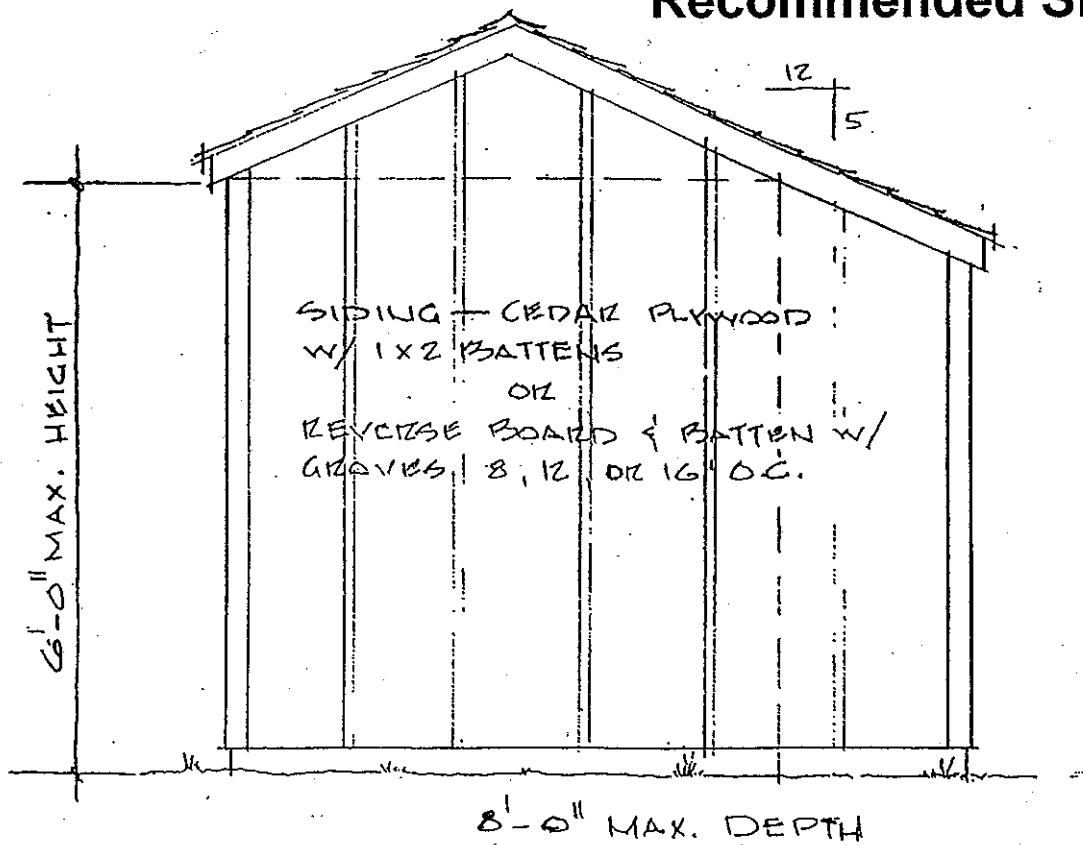 Recommended
12
5
SIDING - CEDAR PLYWOOD
W/ 1X2 BATTENS
OR
REVERSE BOARD & BATTEN W/
GROVES, 8, 12, OR 16" O.C.
6'-0" MAX. HEIGHT
8'-0" MAX. DEPTH